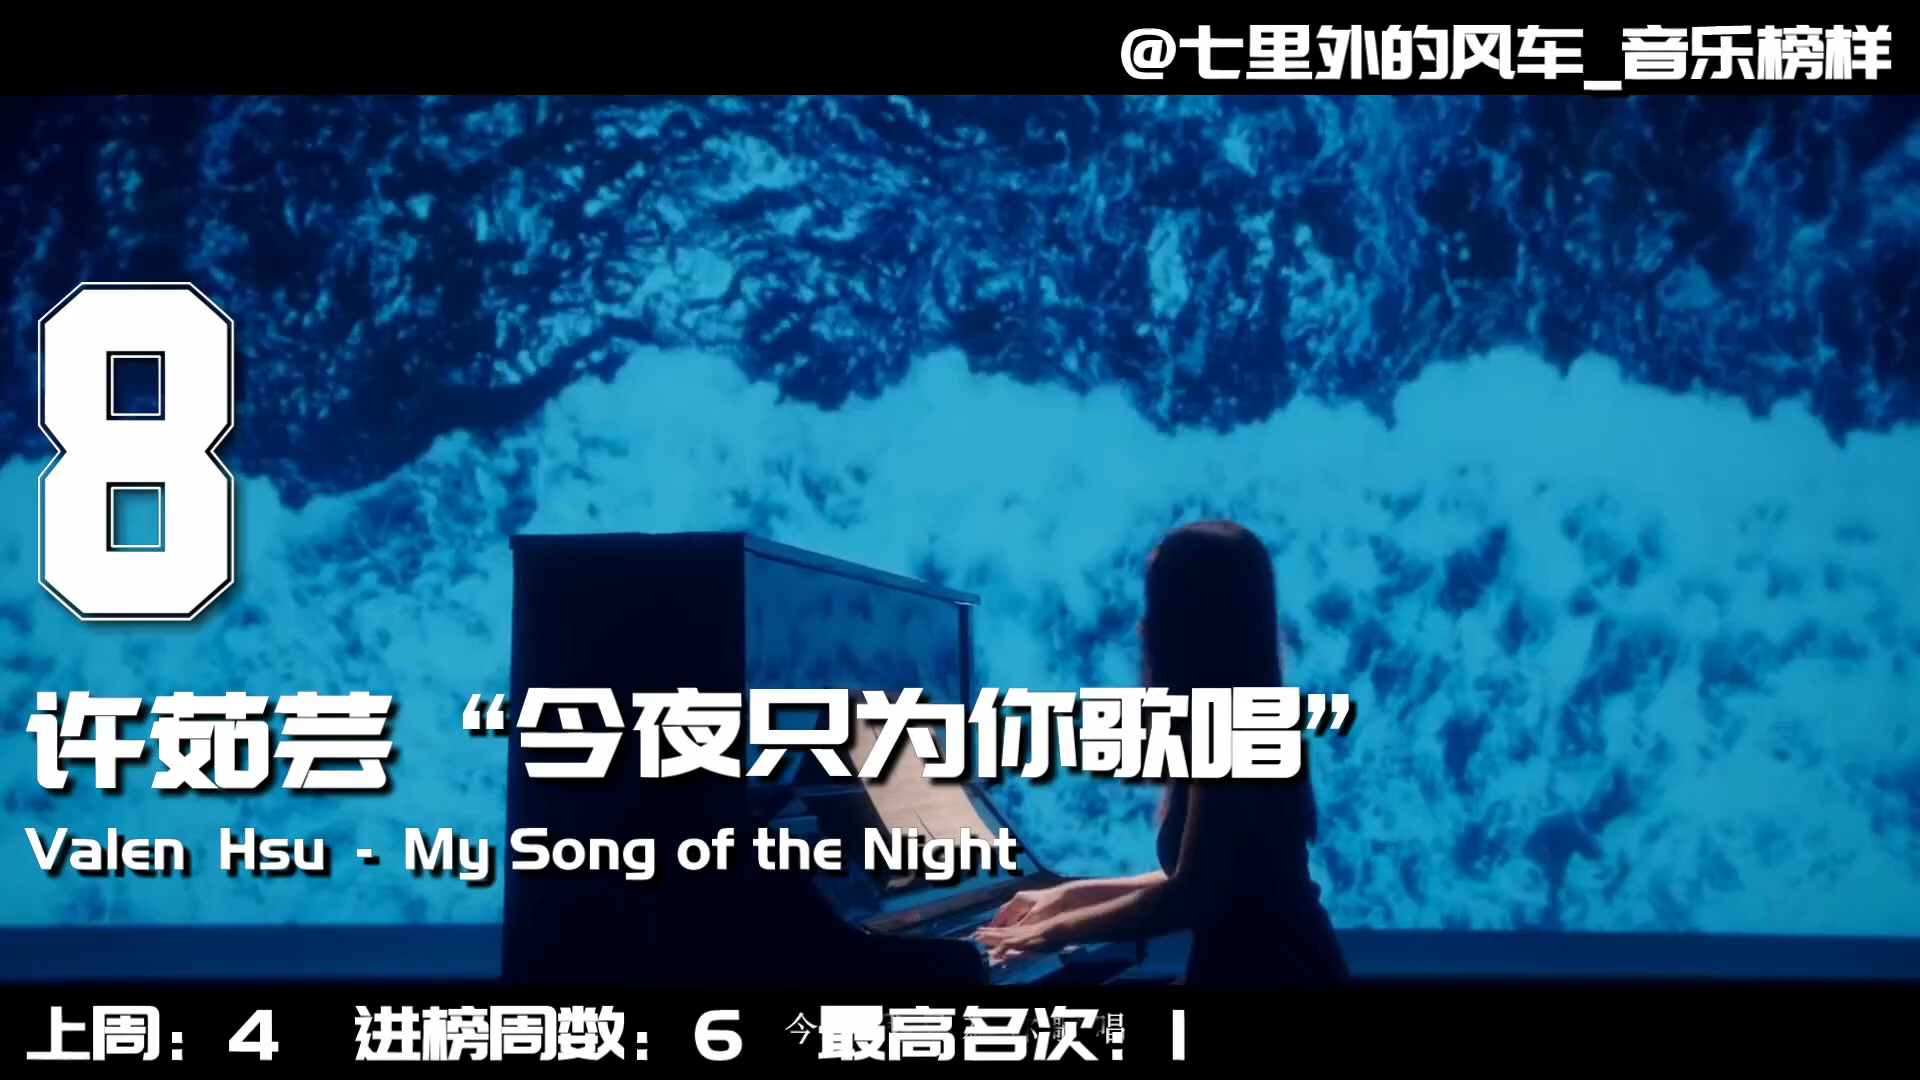 @七里外的风车_音乐榜样
8
许茹芸 “今夜只为你歌唱”
Valen Hsu - My Song of the Night
上周：4 进榜周数：6 最高名次：1